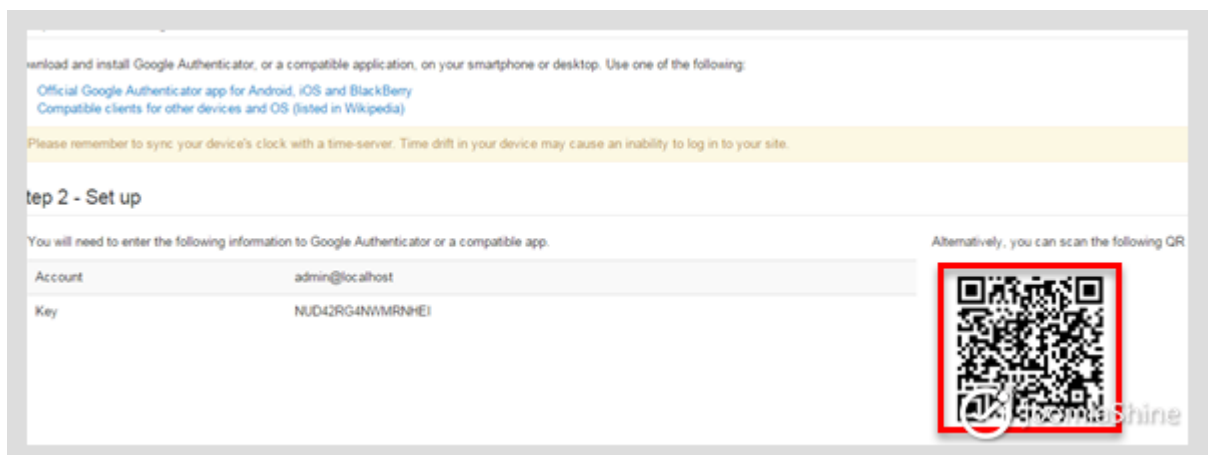 wnload and install Google Authenticator, or a compatible application, on your smartphone or desktop. Use one of the following:
Official Google Authenticator app for Android, iOS and BlackBerry
Compatible clients for other devices and OS (listed in Wikipedia)
Please remember to sync your device's clock with a time-server. Time drift in your device may cause an inability to log in to your site.
tep 2 - Set up
You will need to enter the following information to Google Authenticator or a compatible app.
Alternatively, you can scan the following QR
Account admin@localhost
Key NUD42RG4NWMRNHEI
JoomlaShine